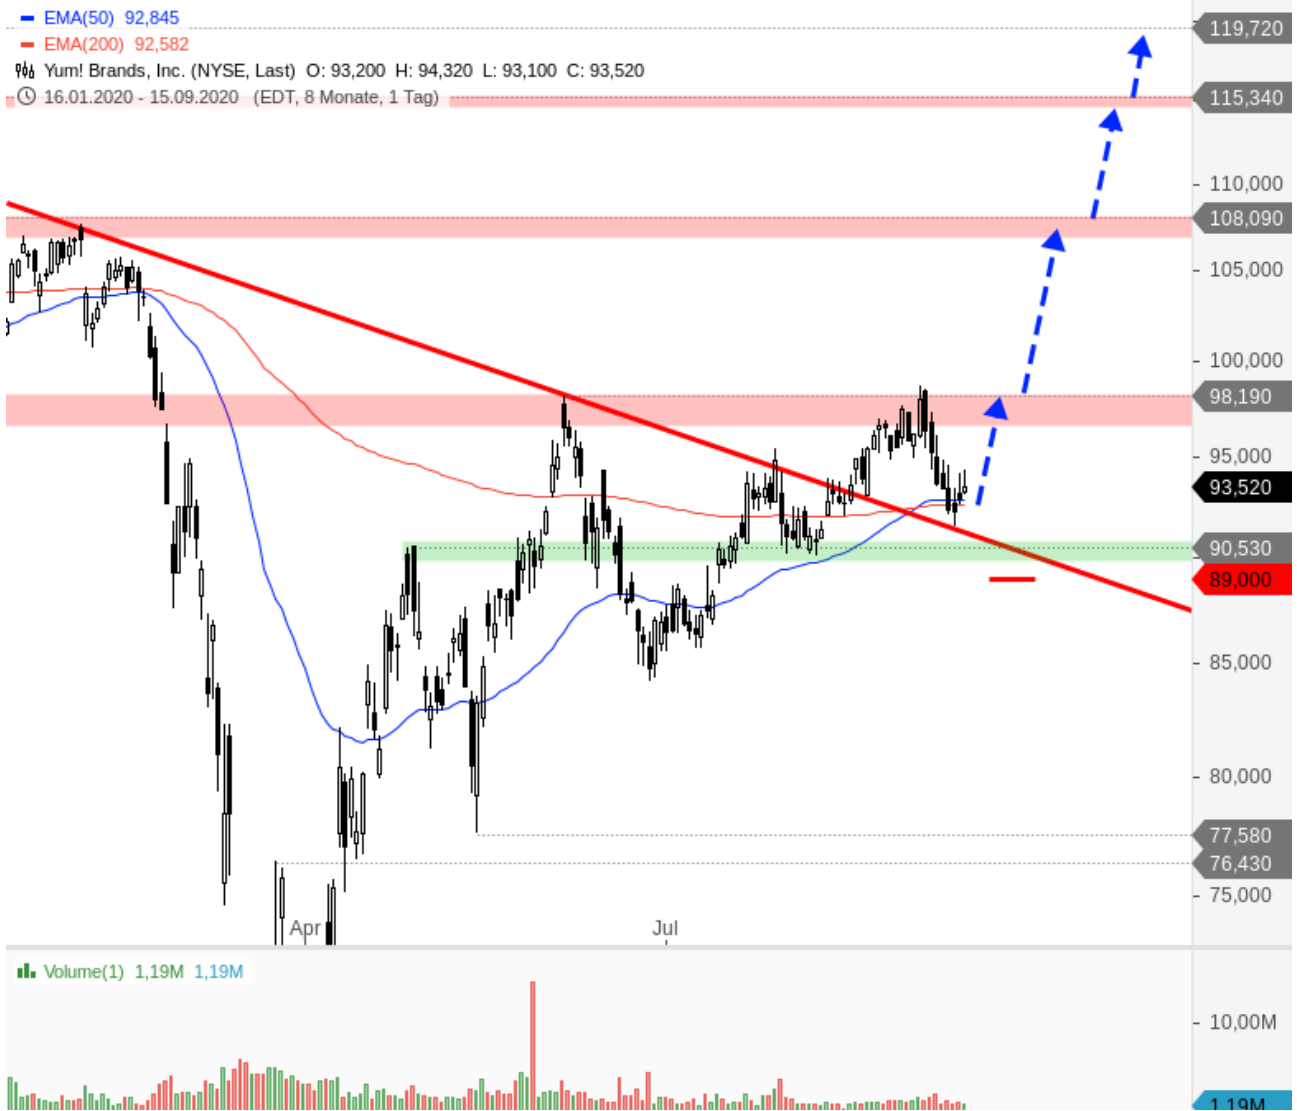 EMA(50) 92,845
EMA(200) 92,582
Yum! Brands, Inc. (NYSE, Last) O: 93,200 H: 94,320 L: 93,100 C: 93,520
16.01.2020 - 15.09.2020 (EDT, 8 Monate, 1 Tag)
119,720
115,340
110,000
108,090
105,000
100,000
98,190
95,000
93,520
90,530
89,000
85,000
80,000
77,580
76,430
75,000
Apr
Jul
Volume(1) 1,19M 1,19M
10,00M
1,19M